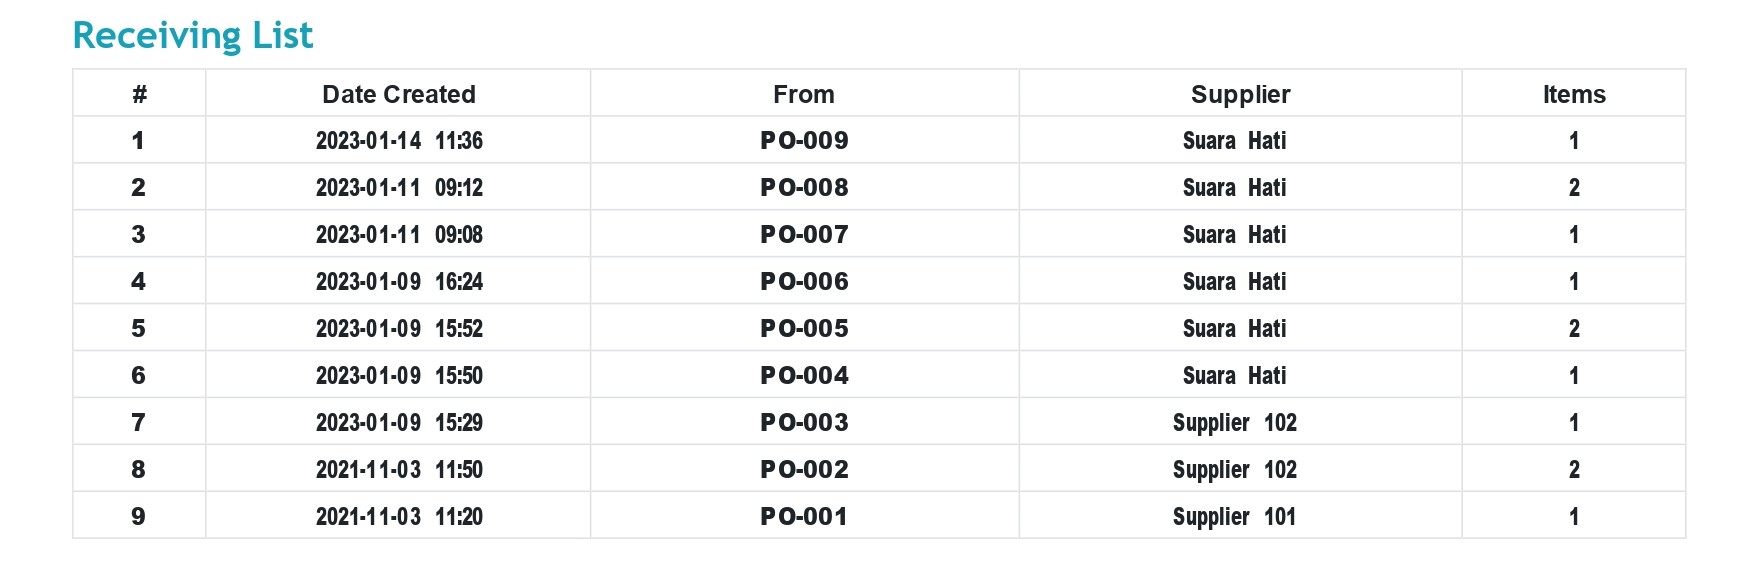 Receiving List
# Date Created From Supplier Items
1 2023-01-14 11:36 PO-009 Suara Hati 1
2 2023-01-11 09:12 PO-008 Suara Hati 2
3 2023-01-11 09:08 PO-007 Suara Hati 1
4 2023-01-09 16:24 PO-006 Suara Hati 1
5 2023-01-09 15:52 PO-005 Suara Hati 2
6 2023-01-09 15:50 PO-004 Suara Hati 1
7 2023-01-09 15:29 PO-003 Supplier 102 1
8 2021-11-03 11:50 PO-002 Supplier 102 2
9 2021-11-03 11:20 PO-001 Supplier 101 1